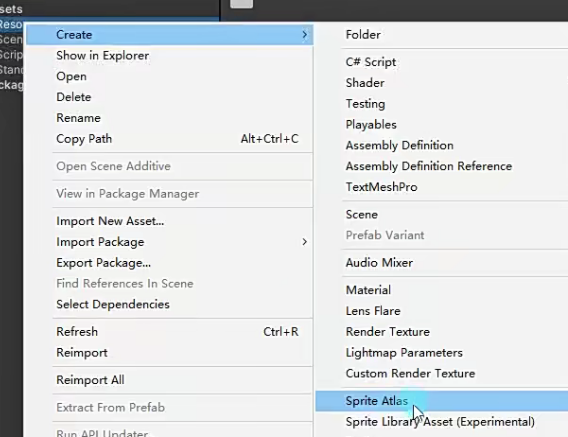 sets
Reso
Scen
Scrip
Stand
ckag
Create
Show in Explorer
Open
Delete
Rename
Copy Path Alt+Ctrl+C
Open Scene Additive
View in Package Manager
Import New Asset...
Import Package
Export Package...
Find References In Scene
Select Dependencies
Refresh Ctrl+R
Reimport
Reimport All
Extract From Prefab
Run API Updater
Folder
C# Script
Shader
Testing
Playables
Assembly Definition
Assembly Definition Reference
TextMeshPro
Scene
Prefab Variant
Audio Mixer
Material
Lens Flare
Render Texture
Lightmap Parameters
Custom Render Texture
Sprite Atlas
Sprite Library Asset (Experimental)